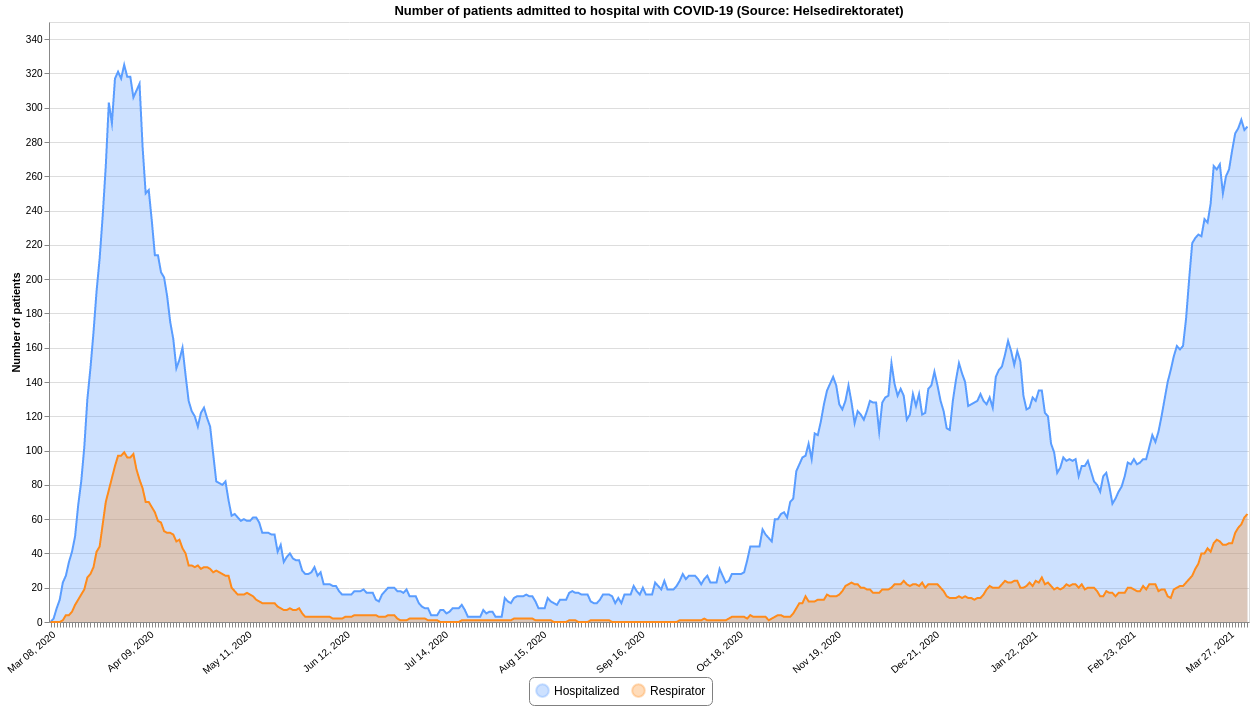 Number of patients admitted to hospital with COVID-19 (Source: Helsedirektoratet)
Number of patients
340
320
300
280
260
240
220
200
180
160
140
120
100
80
60
40
20
0
Mar 08, 2020
Apr 09, 2020
May 11, 2020
Jun 12, 2020
Jul 14, 2020
Aug 15, 2020
Sep 16, 2020
Oct 18, 2020
Nov 19, 2020
Dec 21, 2020
Jan 22, 2021
Feb 23, 2021
Mar 27, 2021
Hospitalized
Respirator